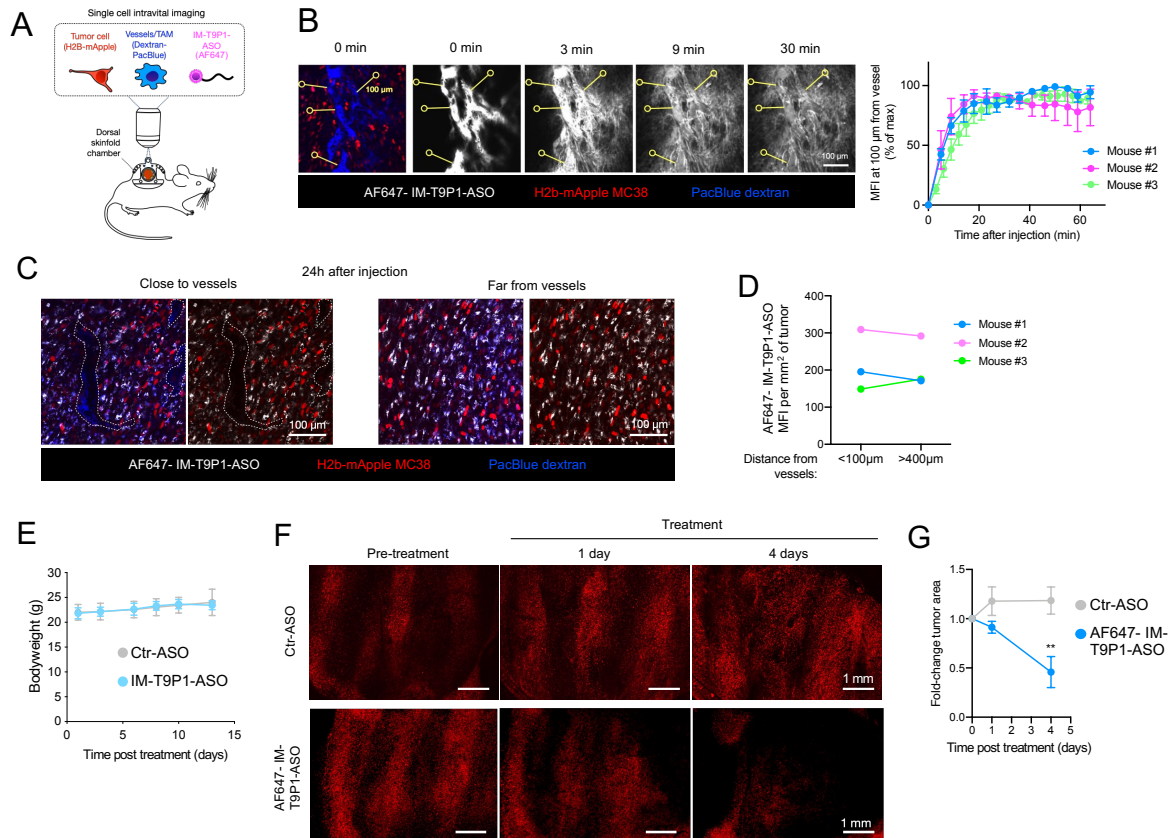 A
Single cell intravital imaging
Tumor cell
(H2B-mApple)
Vessels/TAM
(Dextran-
PacBlue)
IM-T9P1-
ASO
(AF647)
Dorsal
skinfold
chamber
B
0 min
0 min
3 min
9 min
30 min
100 µm
100 µm
AF647- IM-T9P1-ASO
H2b-mApple MC38
PacBlue dextran
MFI at 100 µm from vessel
(% of max)
100
50
0
0
20
40
60
Time after injection (min)
Mouse #1
Mouse #2
Mouse #3
C
24h after injection
Close to vessels
Far from vessels
100 µm
100 µm
AF647- IM-T9P1-ASO
H2b-mApple MC38
PacBlue dextran
D
AF647- IM-T9P1-ASO
MFI per mm² of tumor
400
300
200
100
0
Distance from
vessels:
<100µm
>400µm
Mouse #1
Mouse #2
Mouse #3
E
Bodyweight (g)
30
25
20
15
10
5
0
0
5
10
15
Time post treatment (days)
Ctr-ASO
IM-T9P1-ASO
F
Treatment
Pre-treatment
1 day
4 days
Ctr-ASO
1 mm
AF647- IM-
T9P1-ASO
1 mm
G
Fold-change tumor area
1.5
1.0
0.5
0.0
0
1
2
3
4
5
**
Time post treatment (days)
Ctr-ASO
AF647- IM-
T9P1-ASO